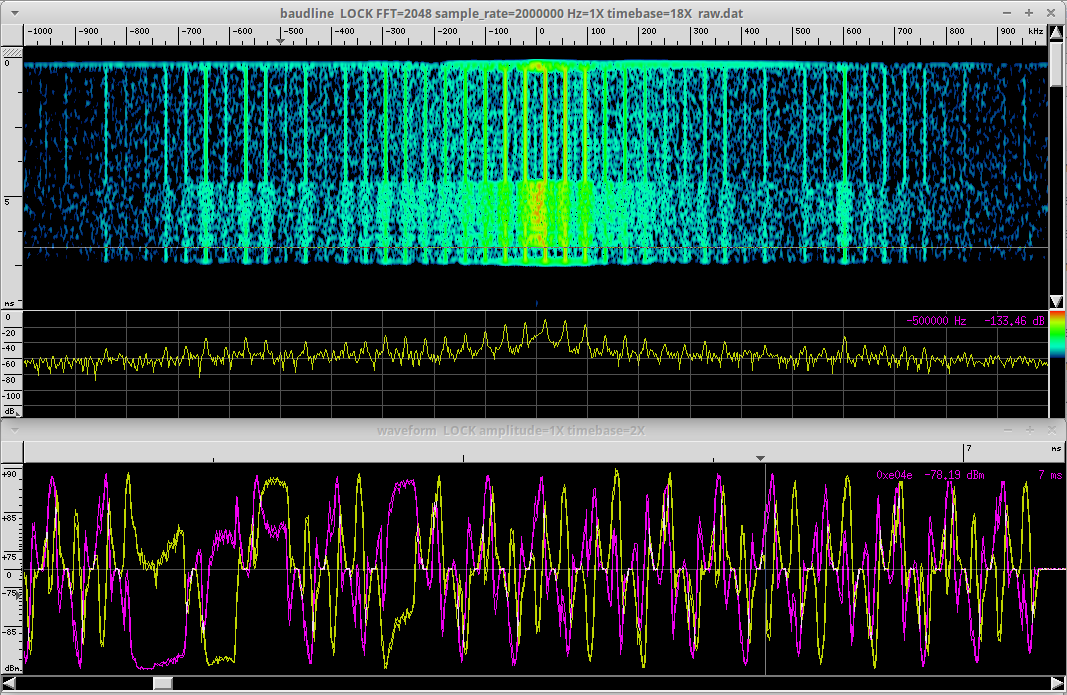 baudline LOCK FFT=2048 sample_rate=2000000 Hz=1X timebase=18X raw.dat
-1000 -900 -800 -700 -600 -500 -400 -300 -200 -100 0 100 200 300 400 500 600 700 800 900 kHz
0
5
ms
0 -500000 Hz -133.46 dB
-20
-40
-60
-80
-100
dB
waveform LOCK amplitude=1X timebase=2X
7 ms
+90 0xe04e -78.19 dBm 7 ms
+85
+75
0
-75
-85
dBm